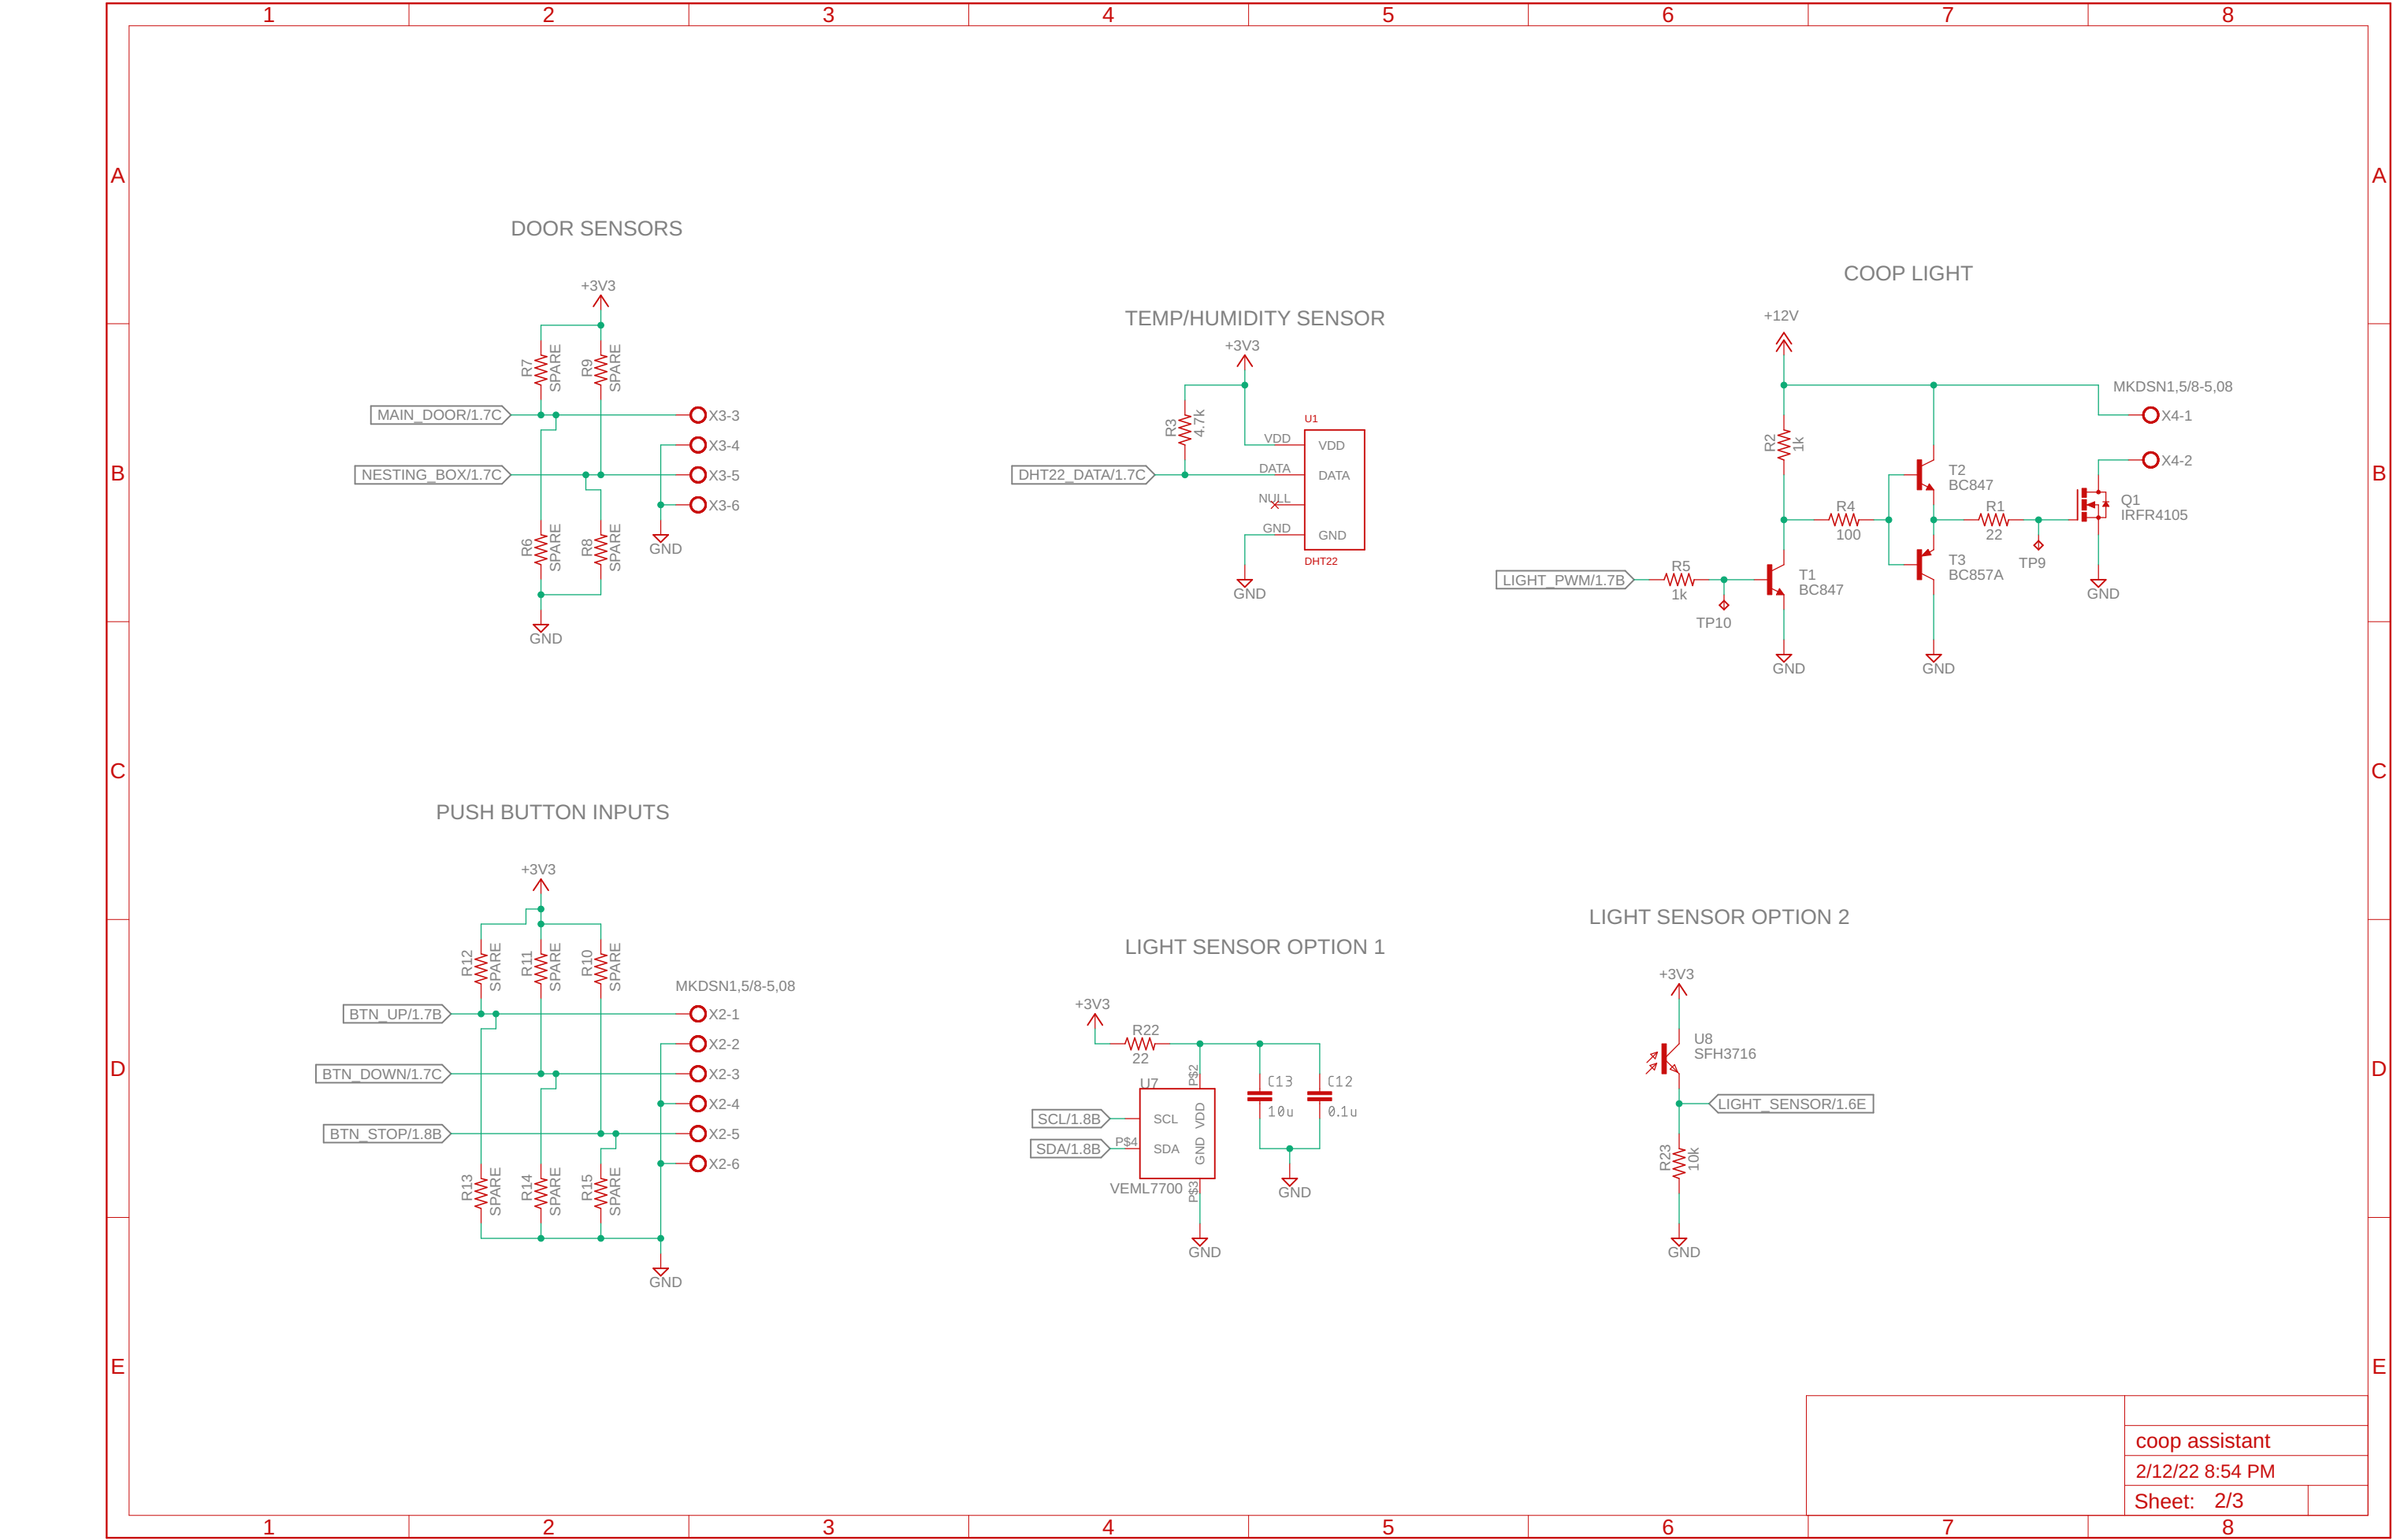 1 2 3 4 5 6 7 8
A A
DOOR SENSORS
+3V3
R7
SPARE
R9
SPARE
MAIN_DOOR/1.7C
X3-3
X3-4
NESTING_BOX/1.7C
X3-5
X3-6
GND
R6
SPARE
R8
SPARE
GND
TEMP/HUMIDITY SENSOR
+3V3
R3
4.7k
U1
VDD VDD
DHT22_DATA/1.7C
DATA DATA
NULL
GND GND
DHT22
GND
COOP LIGHT
+12V
MKDSN1,5/8-5,08
X4-1
X4-2
R2
1k
T2
BC847
R4
100
R1
22
Q1
IRFR4105
TP9
T3
BC857A
LIGHT_PWM/1.7B
R5
1k
TP10
T1
BC847
GND
GND
GND
B B
C C
PUSH BUTTON INPUTS
+3V3
R12
SPARE
R11
SPARE
R10
SPARE
MKDSN1,5/8-5,08
BTN_UP/1.7B
X2-1
X2-2
BTN_DOWN/1.7C
X2-3
X2-4
BTN_STOP/1.8B
X2-5
X2-6
R13
SPARE
R14
SPARE
R15
SPARE
GND
LIGHT SENSOR OPTION 1
+3V3
R22
22
U7
P$2
C13
10u
C12
0.1u
SCL/1.8B
SCL
VDD
SDA/1.8B
P$4
SDA
GND
VEML7700
P$3
GND
GND
LIGHT SENSOR OPTION 2
+3V3
U8
SFH3716
LIGHT_SENSOR/1.6E
R23
10k
GND
D D
E E
coop assistant
2/12/22 8:54 PM
Sheet: 2/3
1 2 3 4 5 6 7 8